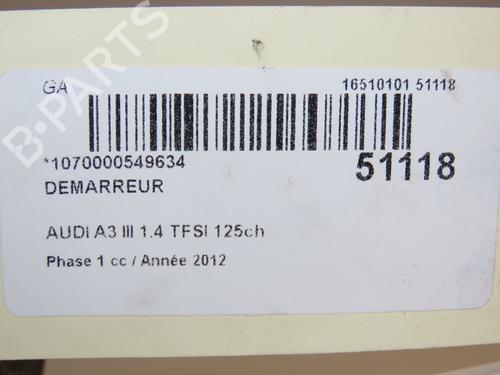 GA
16510101 51118
*1070000549634
51118
DEMARREUR
AUDI A3 III 1.4 TFSI 125ch
Phase 1 cc / Année 2012
B-PARTS